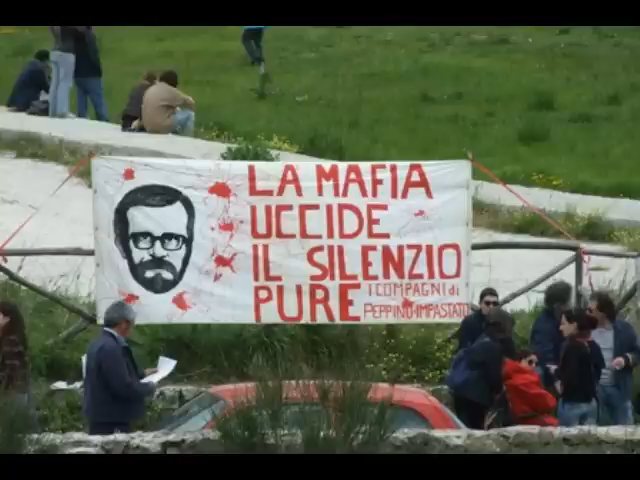 LA MAFIA
UCCIDE
IL SILENZIO
PURE
I COMPAGNI di
PEPPINO IMPASTATO